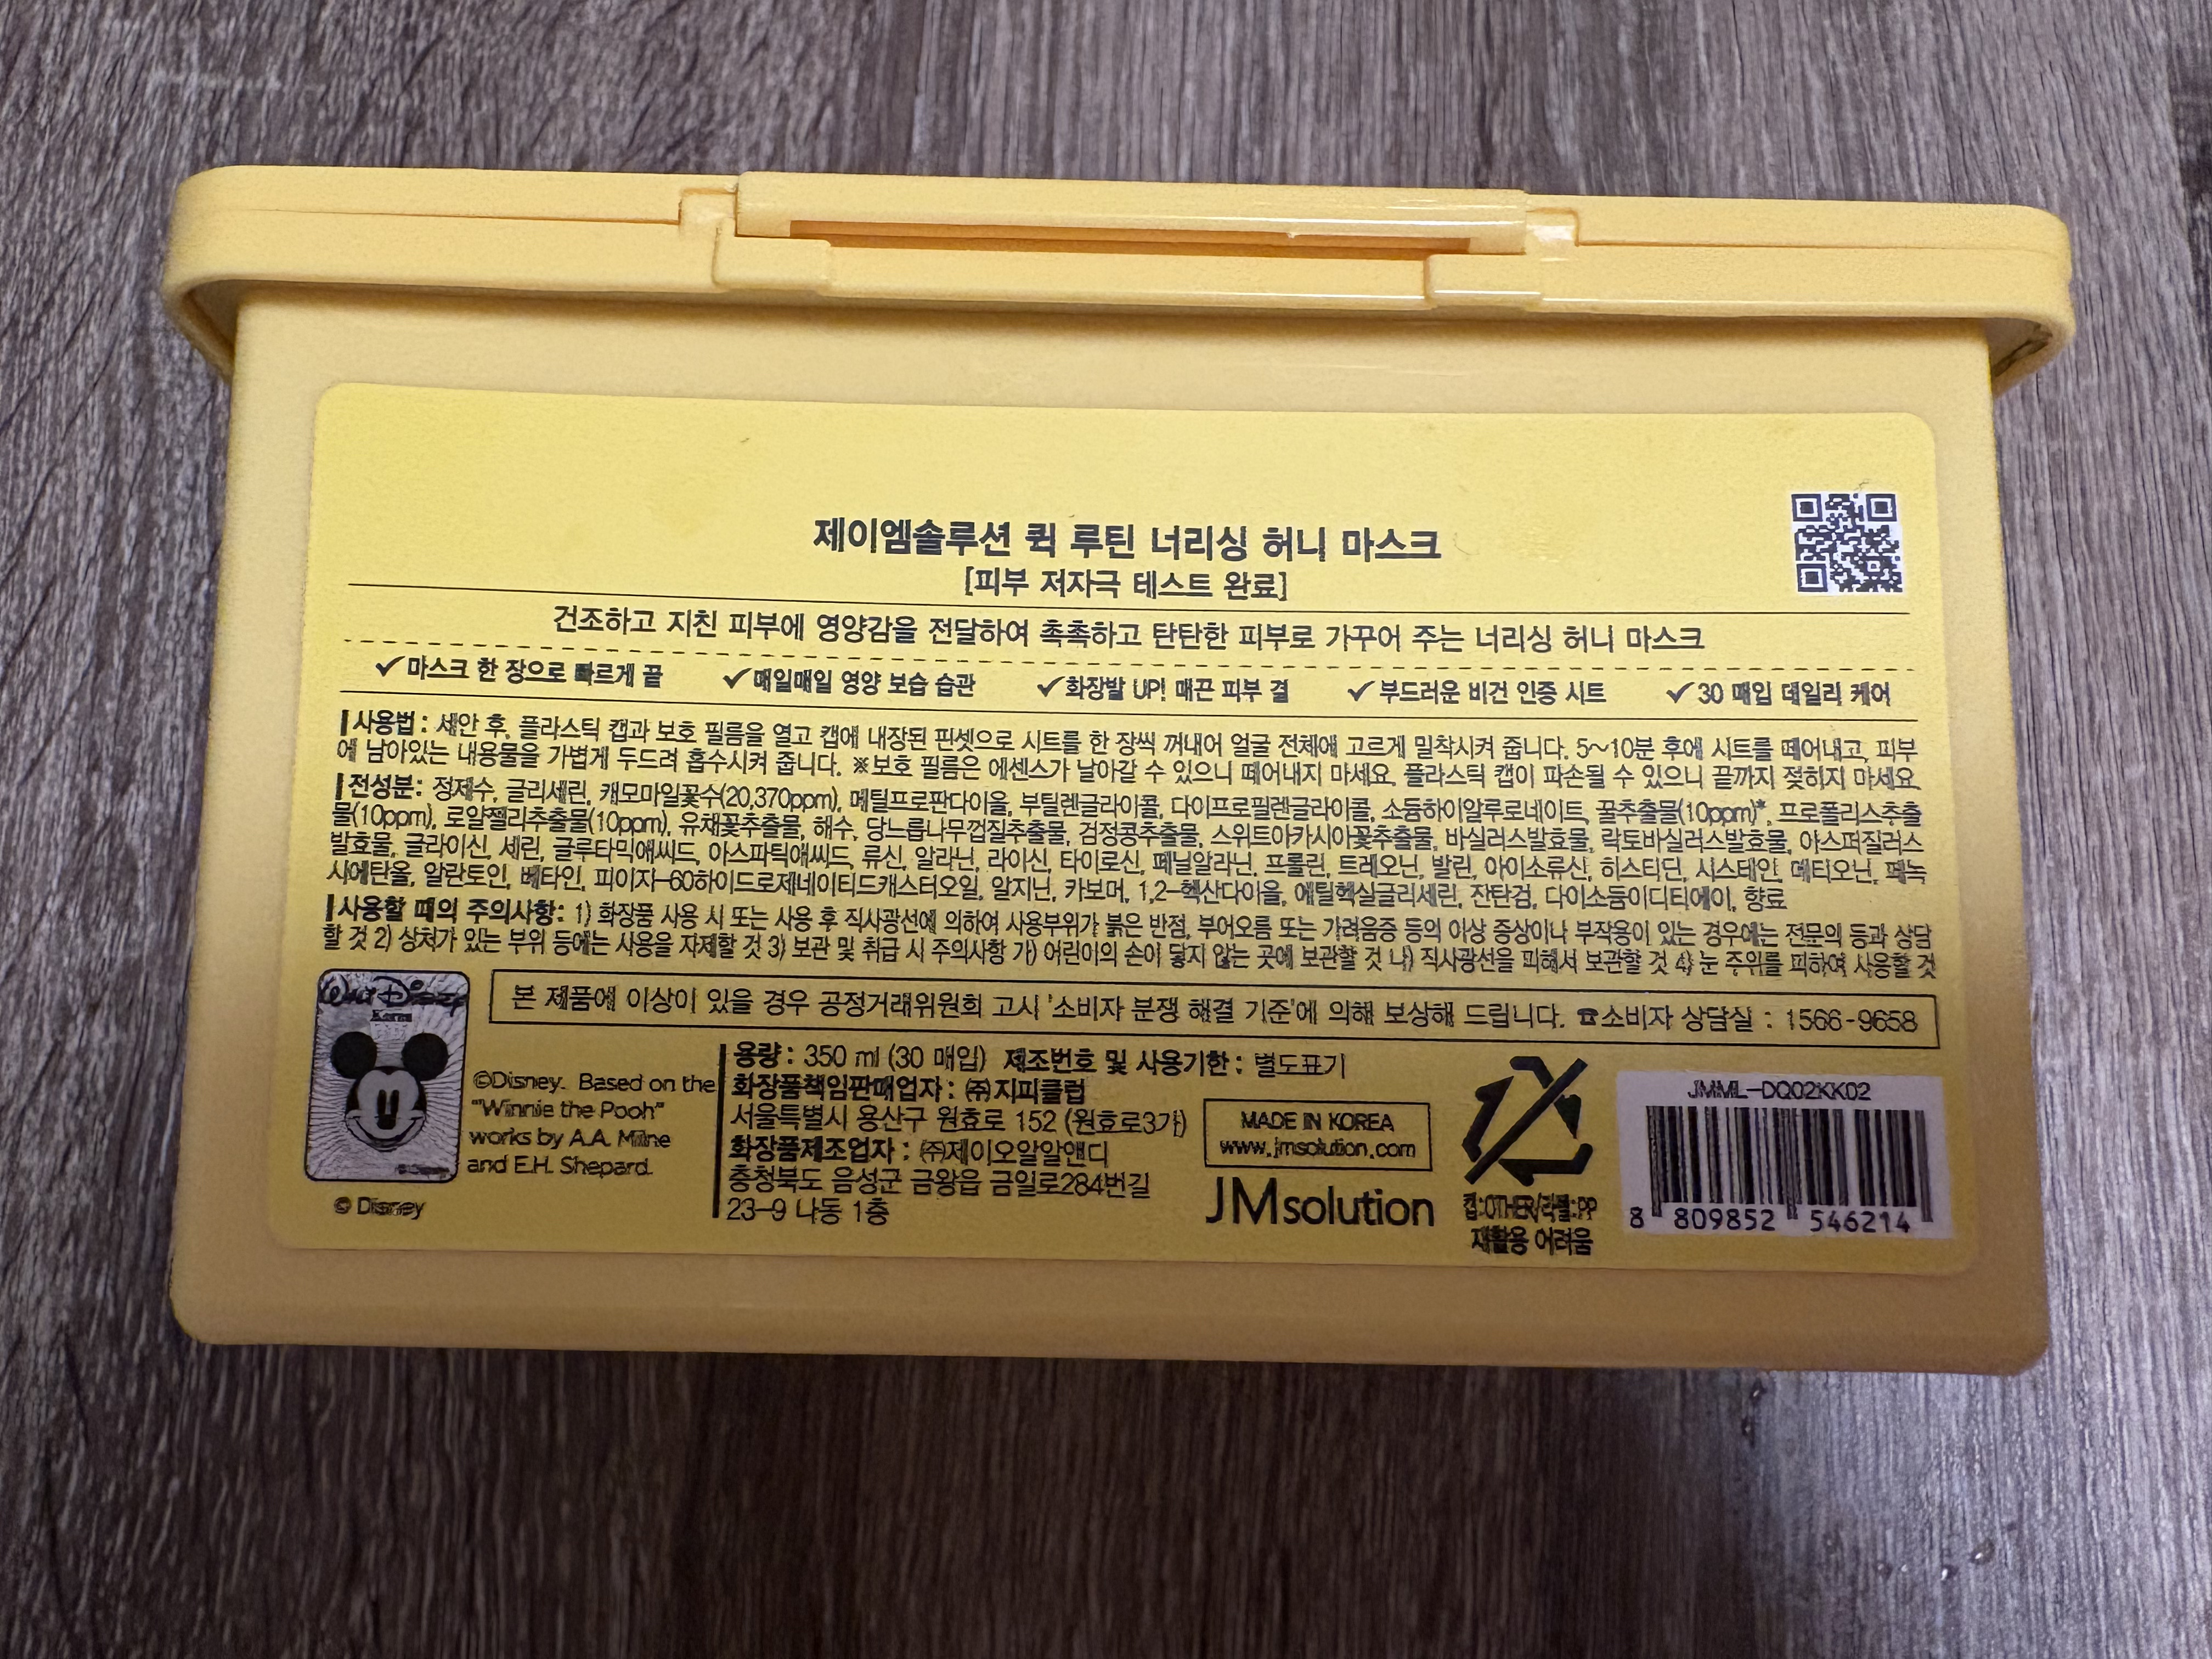 제이엠솔루션 퀵 루틴 너리싱 허니 마스크
[피부 저자극 테스트 완료]
건조하고 지친 피부에 영양감을 전달하여 촉촉하고 탄탄한 피부로 가꾸어 주는 너리싱 허니 마스크
✓마스크 한 장으로 빠르게 끝 ✓매일매일 영양 보습 습관 ✓화장발 UP! 매끈 피부 결 ✓부드러운 비건 인증 시트 ✓30 매입 데일리 케어
사용법 : 세안 후, 플라스틱 캡과 보호 필름을 열고 캡에 내장된 핀셋으로 시트를 한 장씩 꺼내어 얼굴 전체에 고르게 밀착시켜 줍니다. 5~10분 후에 시트를 떼어내고, 피부
에 남아있는 내용물을 가볍게 두드려 흡수시켜 줍니다. ※보호 필름은 에센스가 날아갈 수 있으니 떼어내지 마세요. 플라스틱 캡이 파손될 수 있으니 끝까지 젖히지 마세요.
전성분: 정제수, 글리세린, 캐모마일꽃수(20,370ppm), 메틸프로판다이올, 부틸렌글라이콜, 다이프로필렌글라이콜, 소듐하이알루로네이트, 꿀추출물(10ppm)*, 프로폴리스추출
물(10ppm), 로얄젤리추출물(10ppm), 유채꽃추출물, 해수, 당느릅나무껍질추출물, 검정콩추출물, 스위트아카시아꽃추출물, 바실러스발효물, 락토바실러스발효물, 아스퍼질러스
발효물, 글라이신, 세린, 글루타믹애씨드, 아스파틱애씨드, 류신, 알라닌, 라이신, 타이로신, 페닐알라닌, 프롤린, 트레오닌, 발린, 아이소류신, 히스티딘, 시스테인, 메티오닌, 페녹
시에탄올, 알란토인, 베타인, 피이지-60하이드로제네이티드캐스터오일, 알지닌, 카보머, 1,2-헥산다이올, 에틸헥실글리세린, 잔탄검, 다이소듐이디티에이, 향료
사용할 때의 주의사항: 1) 화장품 사용 시 또는 사용 후 직사광선에 의하여 사용부위가 붉은 반점, 부어오름 또는 가려움증 등의 이상 증상이나 부작용이 있는 경우에는 전문의 등과 상담
할 것 2) 상처가 있는 부위 등에는 사용을 자제할 것 3) 보관 및 취급 시 주의사항 가) 어린이의 손이 닿지 않는 곳에 보관할 것 나) 직사광선을 피해서 보관할 것 4) 눈 주위를 피하여 사용할 것
본 제품에 이상이 있을 경우 공정거래위원회 고시 '소비자 분쟁 해결 기준'에 의해 보상해 드립니다. ☎소비자 상담실 : 1566-9658
Walt Disney
Korea
©Disney. Based on the
"Winnie the Pooh"
works by A.A. Milne
and E.H. Shepard.
© Disney
용량 : 350 ml (30 매입) 제조번호 및 사용기한 : 별도표기
화장품책임판매업자 : ㈜지피클럽
서울특별시 용산구 원효로 152 (원효로3가)
화장품제조업자 : ㈜제이오알알앤디
충청북도 음성군 금왕읍 금일로284번길
23-9 나동 1층
MADE IN KOREA
www.jmsolution.com
JMsolution
캡:OTHER/라벨:PP
재활용 어려움
JMML-DQ02KK02
8 809852 546214